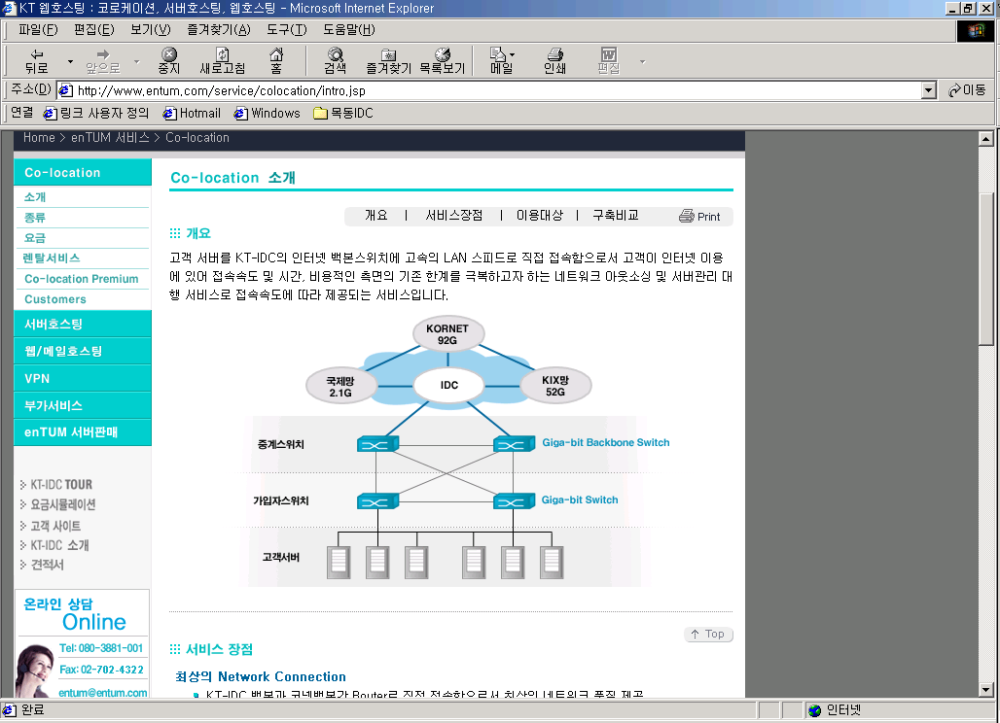 KT 웹호스팅 : 코로케이션, 서버호스팅, 웹호스팅 - Microsoft Internet Explorer
파일(F) 편집(E) 보기(V) 즐겨찾기(A) 도구(T) 도움말(H)
뒤로 앞으로 중지 새로고침 홈 검색 즐겨찾기 목록보기 메일 인쇄 편집
주소(D) http://www.entum.com/service/colocation/intro.jsp 이동
연결 링크 사용자 정의 Hotmail Windows 목동IDC
Home > enTUM 서비스 > Co-location
Co-location
소개
종류
요금
렌탈서비스
Co-location Premium
Customers
서버호스팅
웹/메일호스팅
VPN
부가서비스
enTUM 서버판매
KT-IDC TOUR
요금시뮬레이션
고객 사이트
KT-IDC 소개
견적서
온라인 상담
Online
Tel: 080-3881-001
Fax: 02-702-4322
entum@entum.com
Co-location 소개
개요 | 서비스장점 | 이용대상 | 구축비교 Print
개요
고객 서버를 KT-IDC의 인터넷 백본스위치에 고속의 LAN 스피드로 직접 접속함으로서 고객이 인터넷 이용
에 있어 접속속도 및 시간, 비용적인 측면의 기존 한계를 극복하고자 하는 네트워크 아웃소싱 및 서버관리 대
행 서비스로 접속속도에 따라 제공되는 서비스입니다.
KORNET
92G
국제망
2.1G
IDC
KIX망
52G
중계스위치
Giga-bit Backbone Switch
가입자스위치
Giga-bit Switch
고객서버
Top
서비스 장점
최상의 Network Connection
KT-IDC 백본과 코넷백본간 Router로 직접 접속함으로서 최상의 네트워크 품질 제공
완료 인터넷